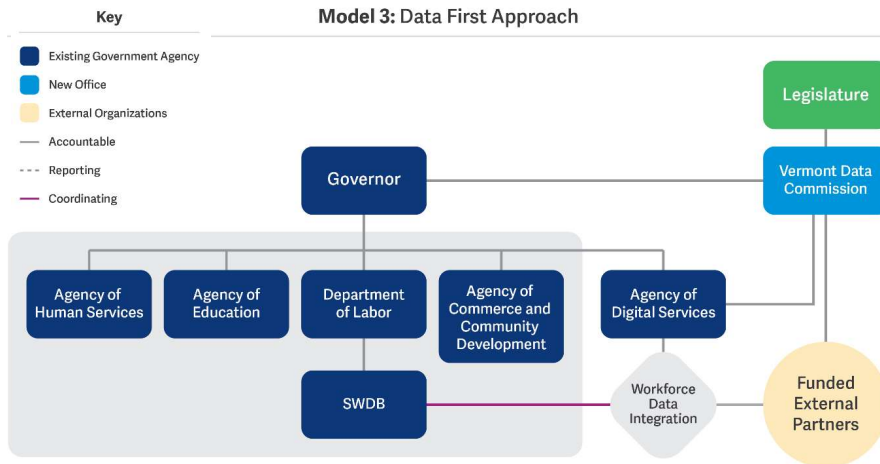 Key
Existing Government Agency
New Office
External Organizations
Accountable
Reporting
Coordinating
Model 3: Data First Approach
Legislature
Governor
Vermont Data
Commission
Agency of
Human Services
Agency of
Education
Department
of Labor
Agency of
Commerce and
Community
Development
Agency of
Digital Services
SWDB
Workforce
Data
Integration
Funded
External
Partners